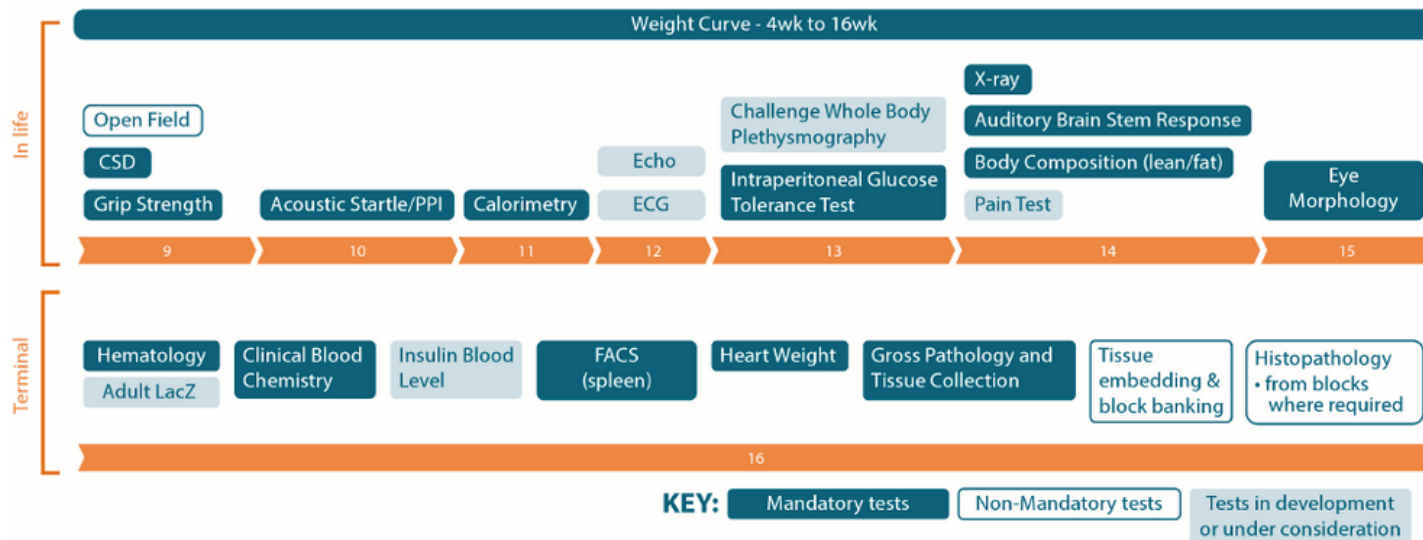 Weight Curve - 4wk to 16wk
In life
Open Field
CSD
Grip Strength
Acoustic Startle/PPI
Calorimetry
Echo
ECG
Challenge Whole Body
Plethysmography
Intraperitoneal Glucose
Tolerance Test
X-ray
Auditory Brain Stem Response
Body Composition (lean/fat)
Pain Test
Eye
Morphology
9
10
11
12
13
14
15
Terminal
Hematology
Adult LacZ
Clinical Blood
Chemistry
Insulin Blood
Level
FACS
(spleen)
Heart Weight
Gross Pathology and
Tissue Collection
Tissue
embedding &
block banking
Histopathology
• from blocks
where required
16
KEY:
Mandatory tests
Non-Mandatory tests
Tests in development
or under consideration